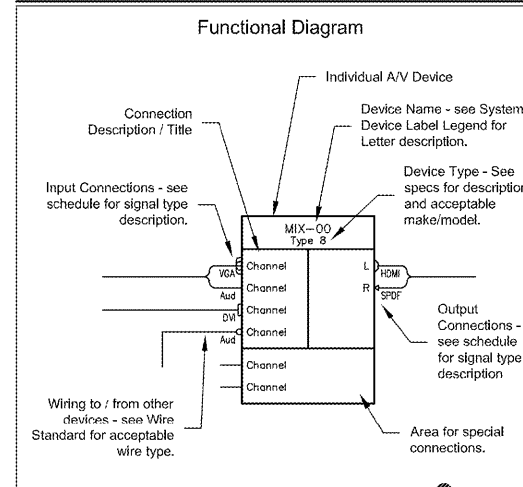 Functional Diagram
Individual A/V Device
Connection
Description / Title
Device Name - see System
Device Label Legend for
Letter description.
Input Connections - see
schedule for signal type
description.
Device Type - See
specs for description
and acceptable
make/model.
MIX-00
Type 8
VGA
Channel
L
HDMI
Aud
Channel
R
SPDF
DVI
Channel
Aud
Channel
Channel
Channel
Output
Connections -
see schedule
for signal type
description
Wiring to / from other
devices - see Wire
Standard for acceptable
wire type.
Area for special
connections.